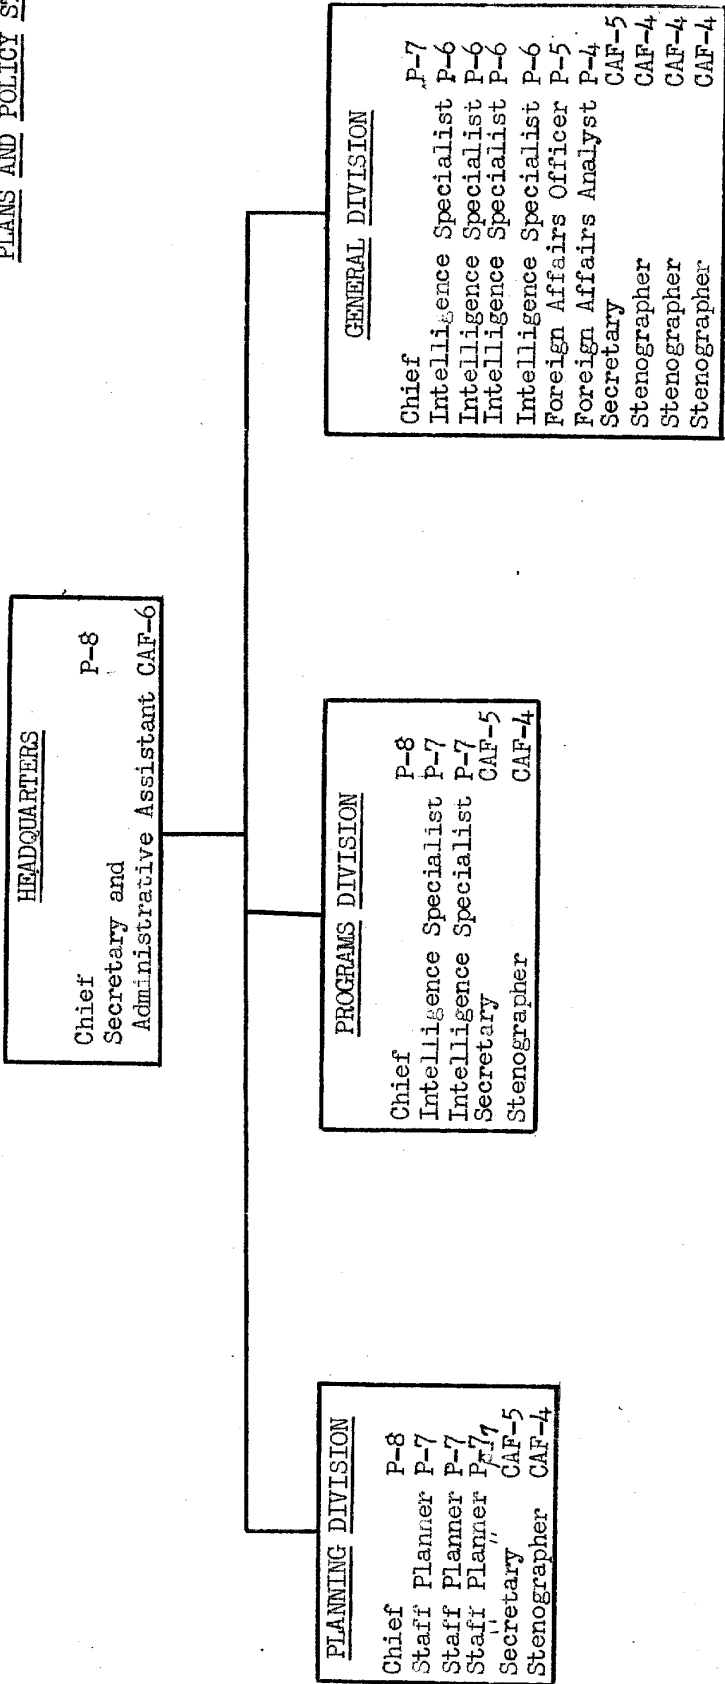 PLANS AND POLICY
HEADQUARTERS
Chief P-8
Secretary and
Administrative Assistant CAF-6
PLANNING DIVISION
Chief P-8
Staff Planner P-7
Staff Planner P-7
Staff Planner P-7
" "
Secretary CAF-5
Stenographer CAF-4
PROGRAMS DIVISION
Chief P-8
Intelligence Specialist P-7
Intelligence Specialist P-7
Secretary CAF-5
Stenographer CAF-4
GENERAL DIVISION
Chief P-7
Intelligence Specialist P-6
Intelligence Specialist P-6
Intelligence Specialist P-6
Intelligence Specialist P-6
Foreign Affairs Officer P-5
Foreign Affairs Analyst P-4
Secretary CAF-5
Stenographer CAF-4
Stenographer CAF-4
Stenographer CAF-4